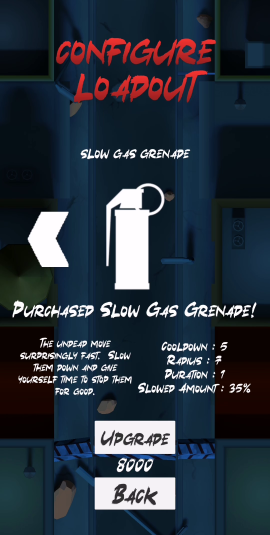 CONFIGURE
LOADOUT
SLOW GAS GRENADE
PURCHASED SLOW GAS GRENADE!
THE UNDEAD MOVE
SURPRISINGLY FAST. SLOW
THEM DOWN AND GIVE
YOURSELF TIME TO STOP THEM
FOR GOOD.
COOLDOWN : 5
RADIUS : 7
DURATION : 1
SLOWED AMOUNT : 35%
UPGRADE
8000
BACK